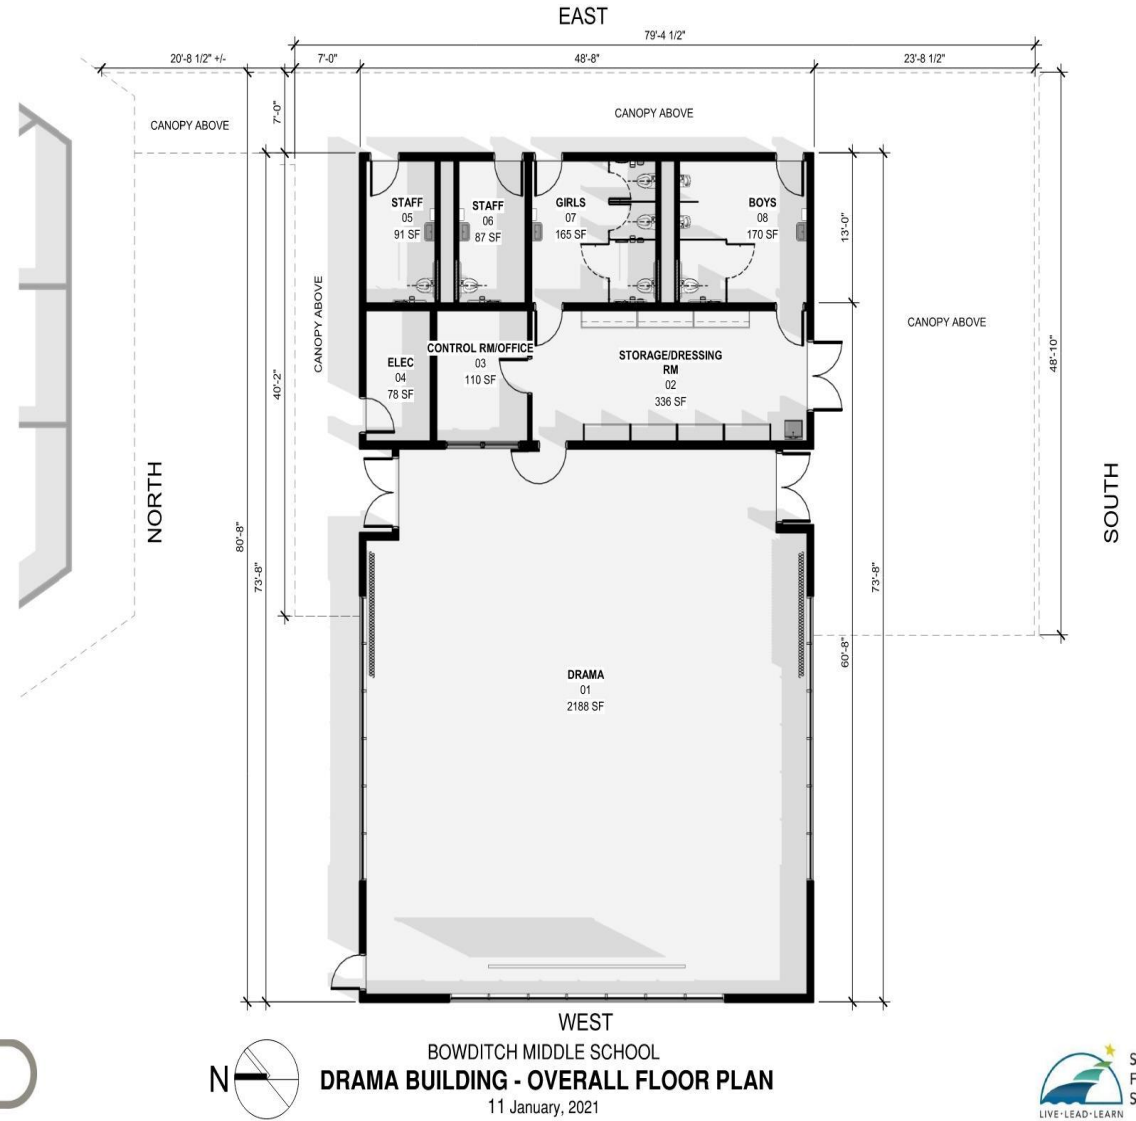 EAST
79'-4 1/2"
20'-8 1/2" +/-
7'-0"
48'-8"
23'-8 1/2"
7'-0"
CANOPY ABOVE
CANOPY ABOVE
STAFF
05
91 SF
STAFF
06
87 SF
GIRLS
07
165 SF
BOYS
08
170 SF
13'-0"
CANOPY ABOVE
CANOPY ABOVE
48'-10"
40'-2"
ELEC
04
78 SF
CONTROL RM/OFFICE
03
110 SF
STORAGE/DRESSING
RM
02
336 SF
NORTH
SOUTH
80'-8"
73'-8"
73'-8"
60'-8"
DRAMA
01
2188 SF
WEST
BOWDITCH MIDDLE SCHOOL
N
DRAMA BUILDING - OVERALL FLOOR PLAN
11 January, 2021
S
F
S
LIVE·LEAD·LEARN